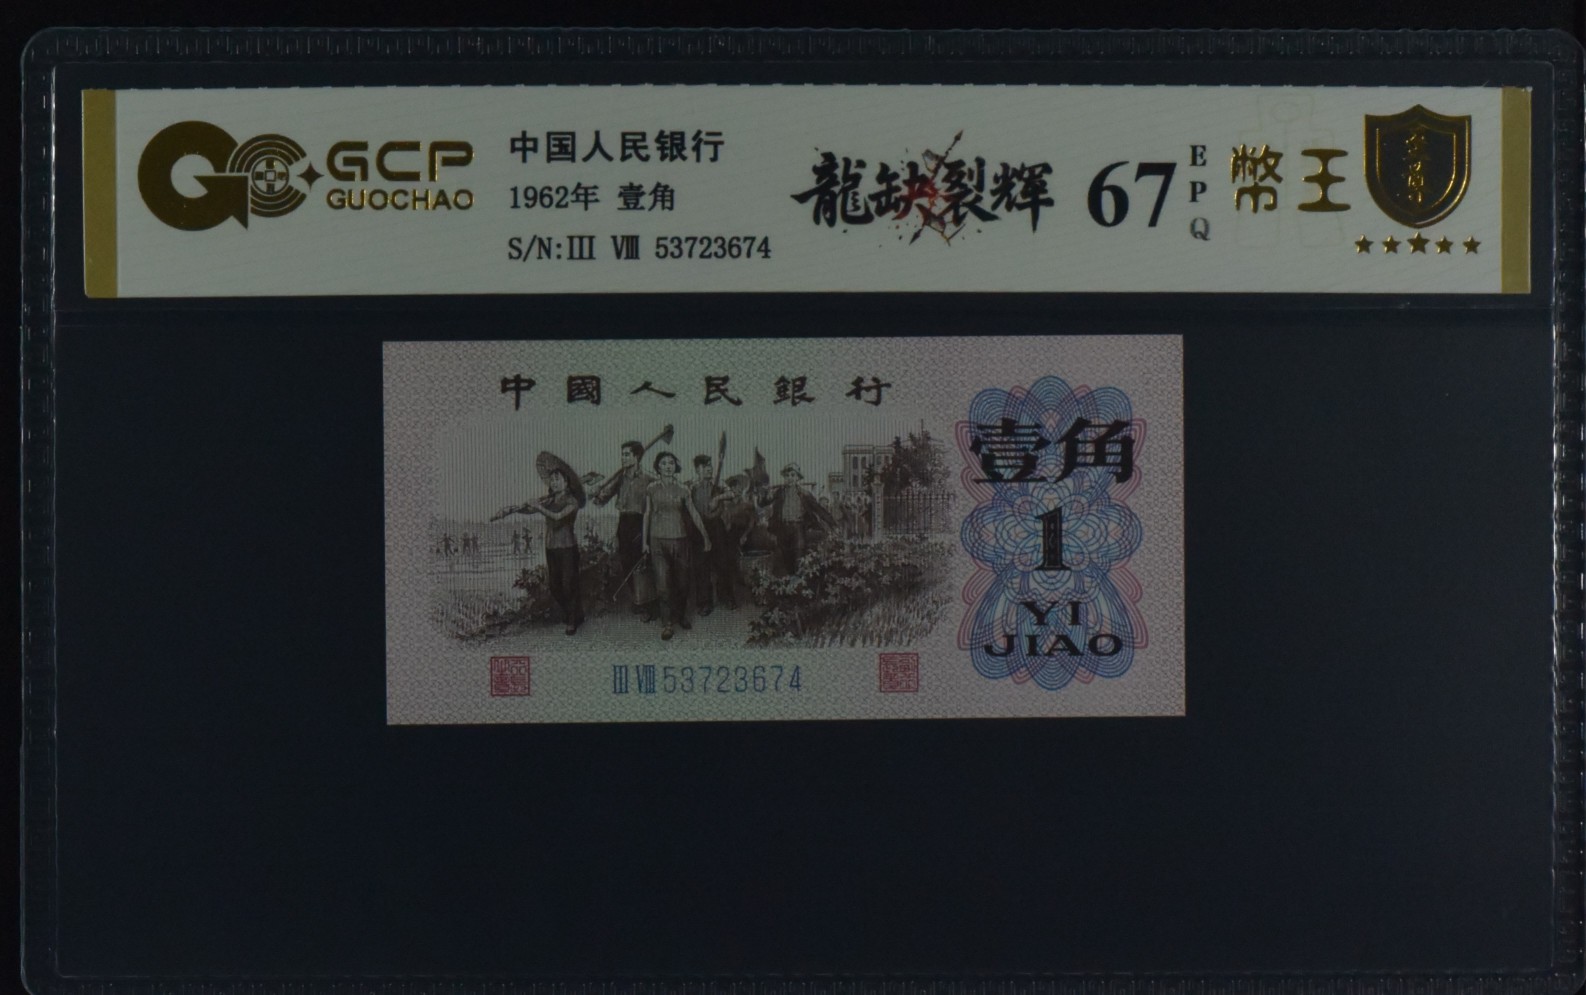 GCP
GUOCHAO
中国人民银行
1962年 壹角
S/N:III VIII 53723674
龍缺裂辉
67
EPQ
幣王
中國人民銀行
壹角
1
YI
JIAO
III VIII 53723674